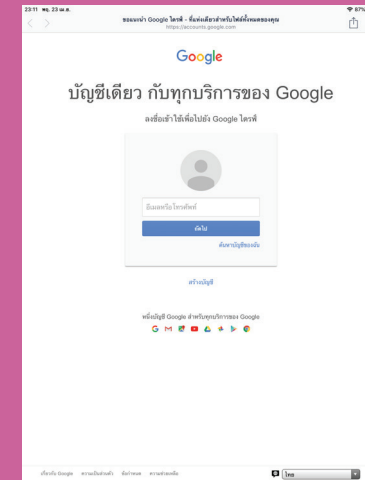 23:11 พฤ. 23 เม.ย.
87%
ขอแนะนำ Google ไดรฟ์ - ที่แห่งเดียวสำหรับไฟล์ทั้งหมดของคุณ
https://accounts.google.com
Google
บัญชีเดียว กับทุกบริการของ Google
ลงชื่อเข้าใช้เพื่อไปยัง Google ไดรฟ์
อีเมลหรือโทรศัพท์
ถัดไป
ค้นหาบัญชีของฉัน
สร้างบัญชี
หนึ่งบัญชี Google สำหรับทุกบริการของ Google
เกี่ยวกับ Google ความเป็นส่วนตัว ข้อกำหนด ความช่วยเหลือ
ไทย